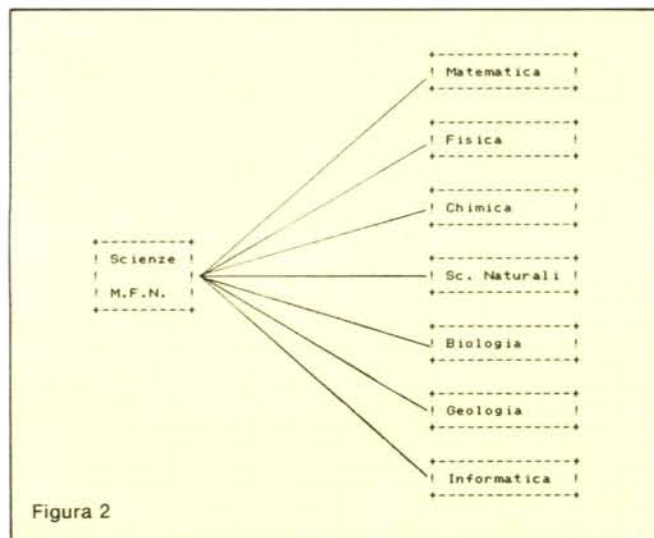 Matematica
Fisica
Chimica
Scienze
M.F.N.
Sc. Naturali
Biologia
Geologia
Informatica
Figura 2